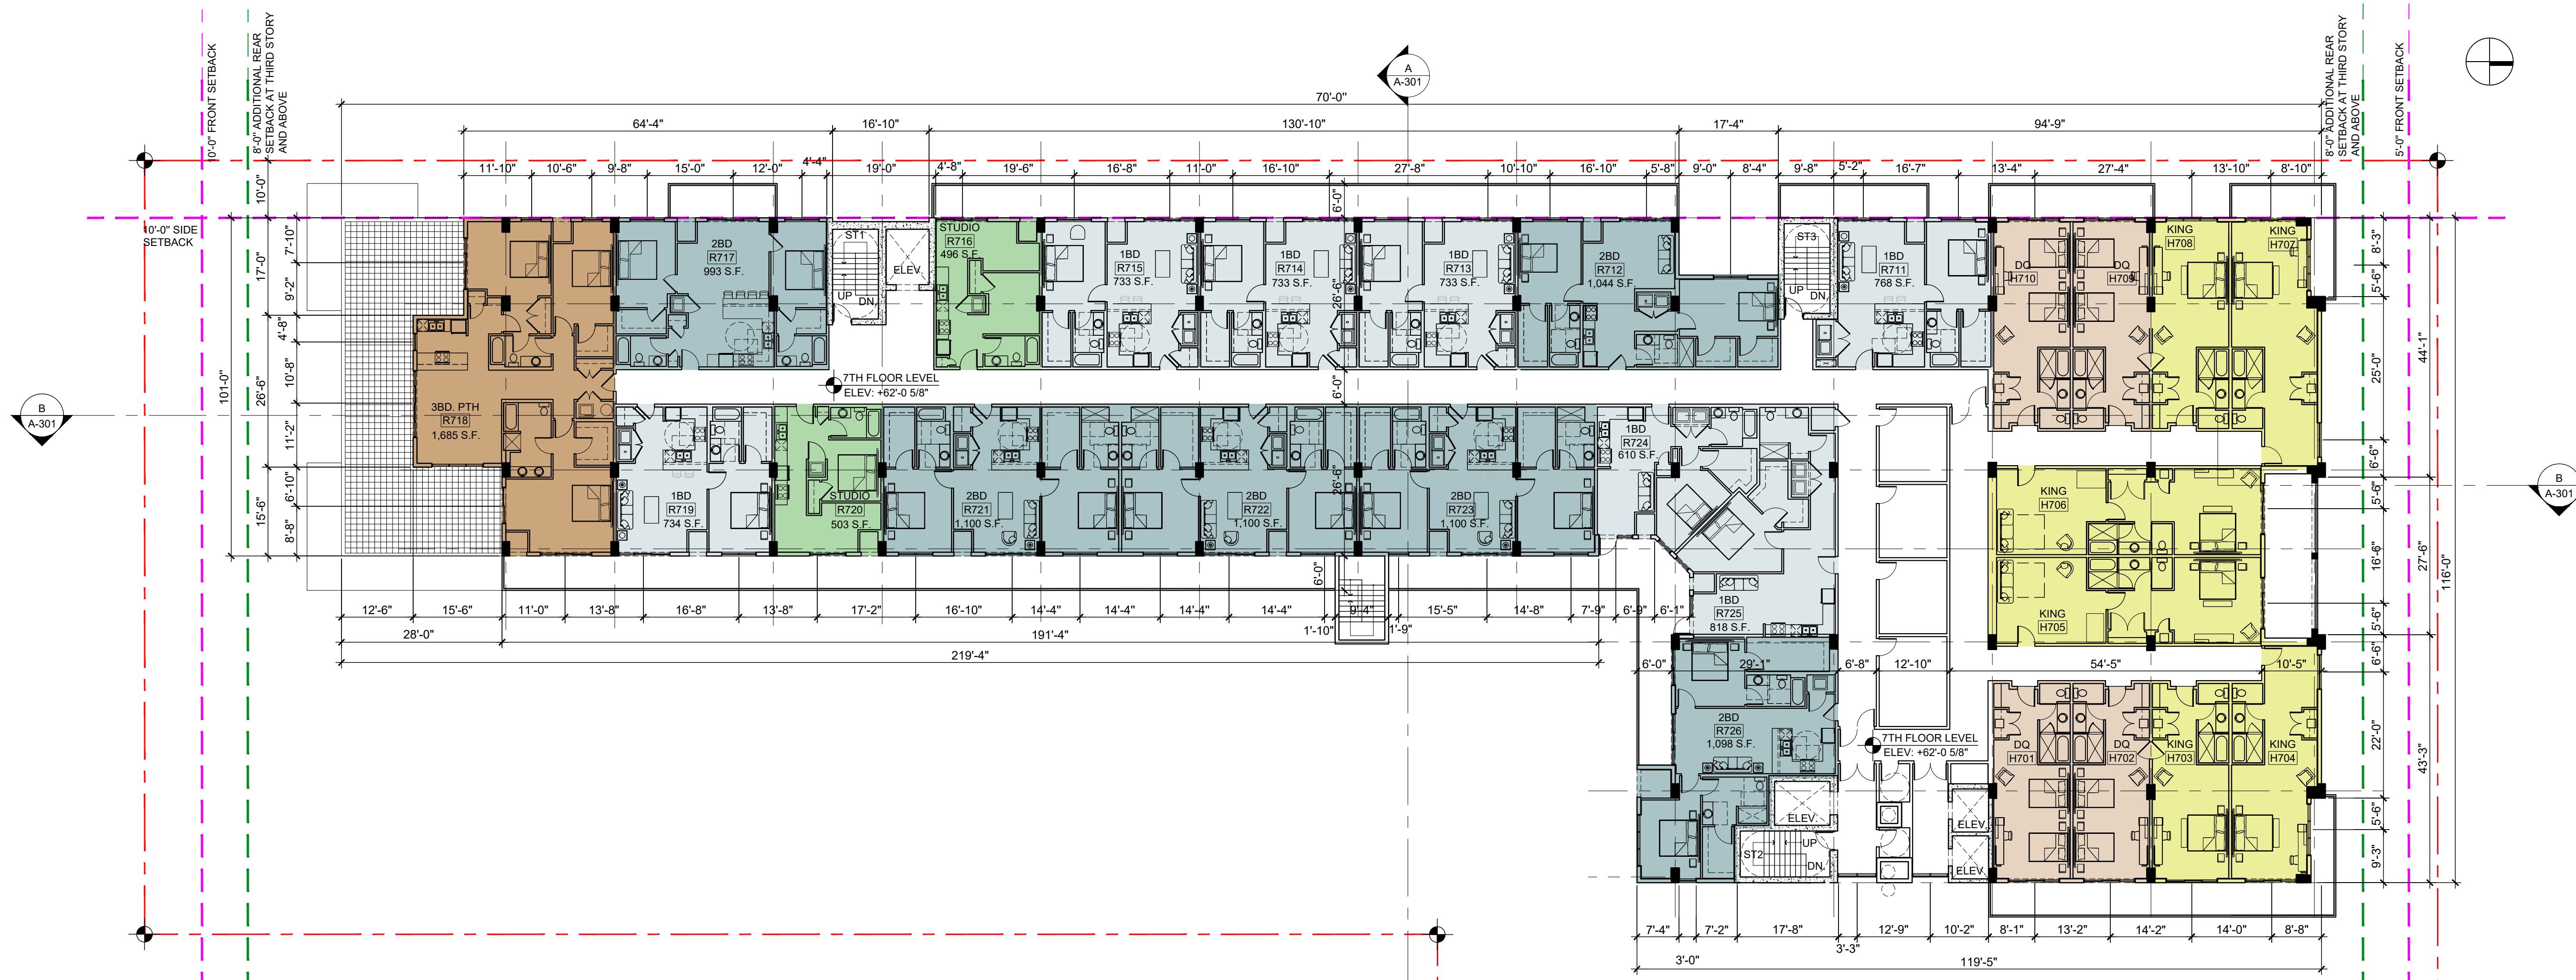 10'-0" FRONT SETBACK
8'-0" ADDITIONAL REAR
SETBACK AT THIRD STORY
AND ABOVE
A
A-301
8'-0" ADDITIONAL REAR
SETBACK AT THIRD STORY
AND ABOVE
5'-0" FRONT SETBACK
70'-0"
64'-4"
16'-10"
130'-10"
17'-4"
94'-9"
11'-10"
10'-6"
9'-8"
15'-0"
12'-0"
4'-4"
19'-0"
4'-8"
19'-6"
16'-8"
11'-0"
16'-10"
27'-8"
10'-10"
16'-10"
5'-8"
9'-0"
8'-4"
9'-8"
5'-2"
16'-7"
13'-4"
27'-4"
13'-10"
8'-10"
10'-0"
6'-0"
10'-0" SIDE
SETBACK
101'-0"
17'-0"
26'-6"
15'-6"
7'-10"
9'-2"
4'-8"
10'-8"
11'-2"
6'-10"
8'-8"
2BD
R717
993 S.F.
ST1
UP
DN.
ELEV.
STUDIO
R716
496 S.F.
1BD
R715
733 S.F.
1BD
R714
733 S.F.
26'-6"
1BD
R713
733 S.F.
2BD
R712
1,044 S.F.
ST3
UP
DN.
1BD
R711
768 S.F.
DQ
H710
DQ
H709
KING
H708
KING
H707
8'-3"
5'-6"
25'-0"
6'-6"
5'-6"
16'-6"
5'-6"
6'-6"
22'-0"
5'-6"
9'-3"
44'-1"
27'-6"
43'-3"
116'-0"
7TH FLOOR LEVEL
ELEV: +62'-0 5/8"
6'-0"
B
A-301
3BD. PTH
R718
1,685 S.F.
1BD
R719
734 S.F.
STUDIO
R720
503 S.F.
2BD
R721
1,100 S.F.
2BD
R722
1,100 S.F.
26'-6"
2BD
R723
1,100 S.F.
1BD
R724
610 S.F.
KING
H706
B
A-301
6'-0"
1BD
R725
818 S.F.
KING
H705
12'-6"
15'-6"
11'-0"
13'-8"
16'-8"
13'-8"
17'-2"
16'-10"
14'-4"
14'-4"
14'-4"
14'-4"
9'-4"
15'-5"
14'-8"
7'-9"
6'-9"
6'-1"
28'-0"
191'-4"
1'-10"
1'-9"
219'-4"
6'-0"
29'-1"
6'-8"
12'-10"
54'-5"
10'-5"
2BD
R726
1,098 S.F.
7TH FLOOR LEVEL
ELEV: +62'-0 5/8"
DQ
H701
DQ
H702
KING
H703
KING
H704
ELEV.
ELEV.
ELEV.
ST2
UP
DN.
7'-4"
7'-2"
17'-8"
12'-9"
10'-2"
8'-1"
13'-2"
14'-2"
14'-0"
8'-8"
3'-0"
3'-3"
119'-5"